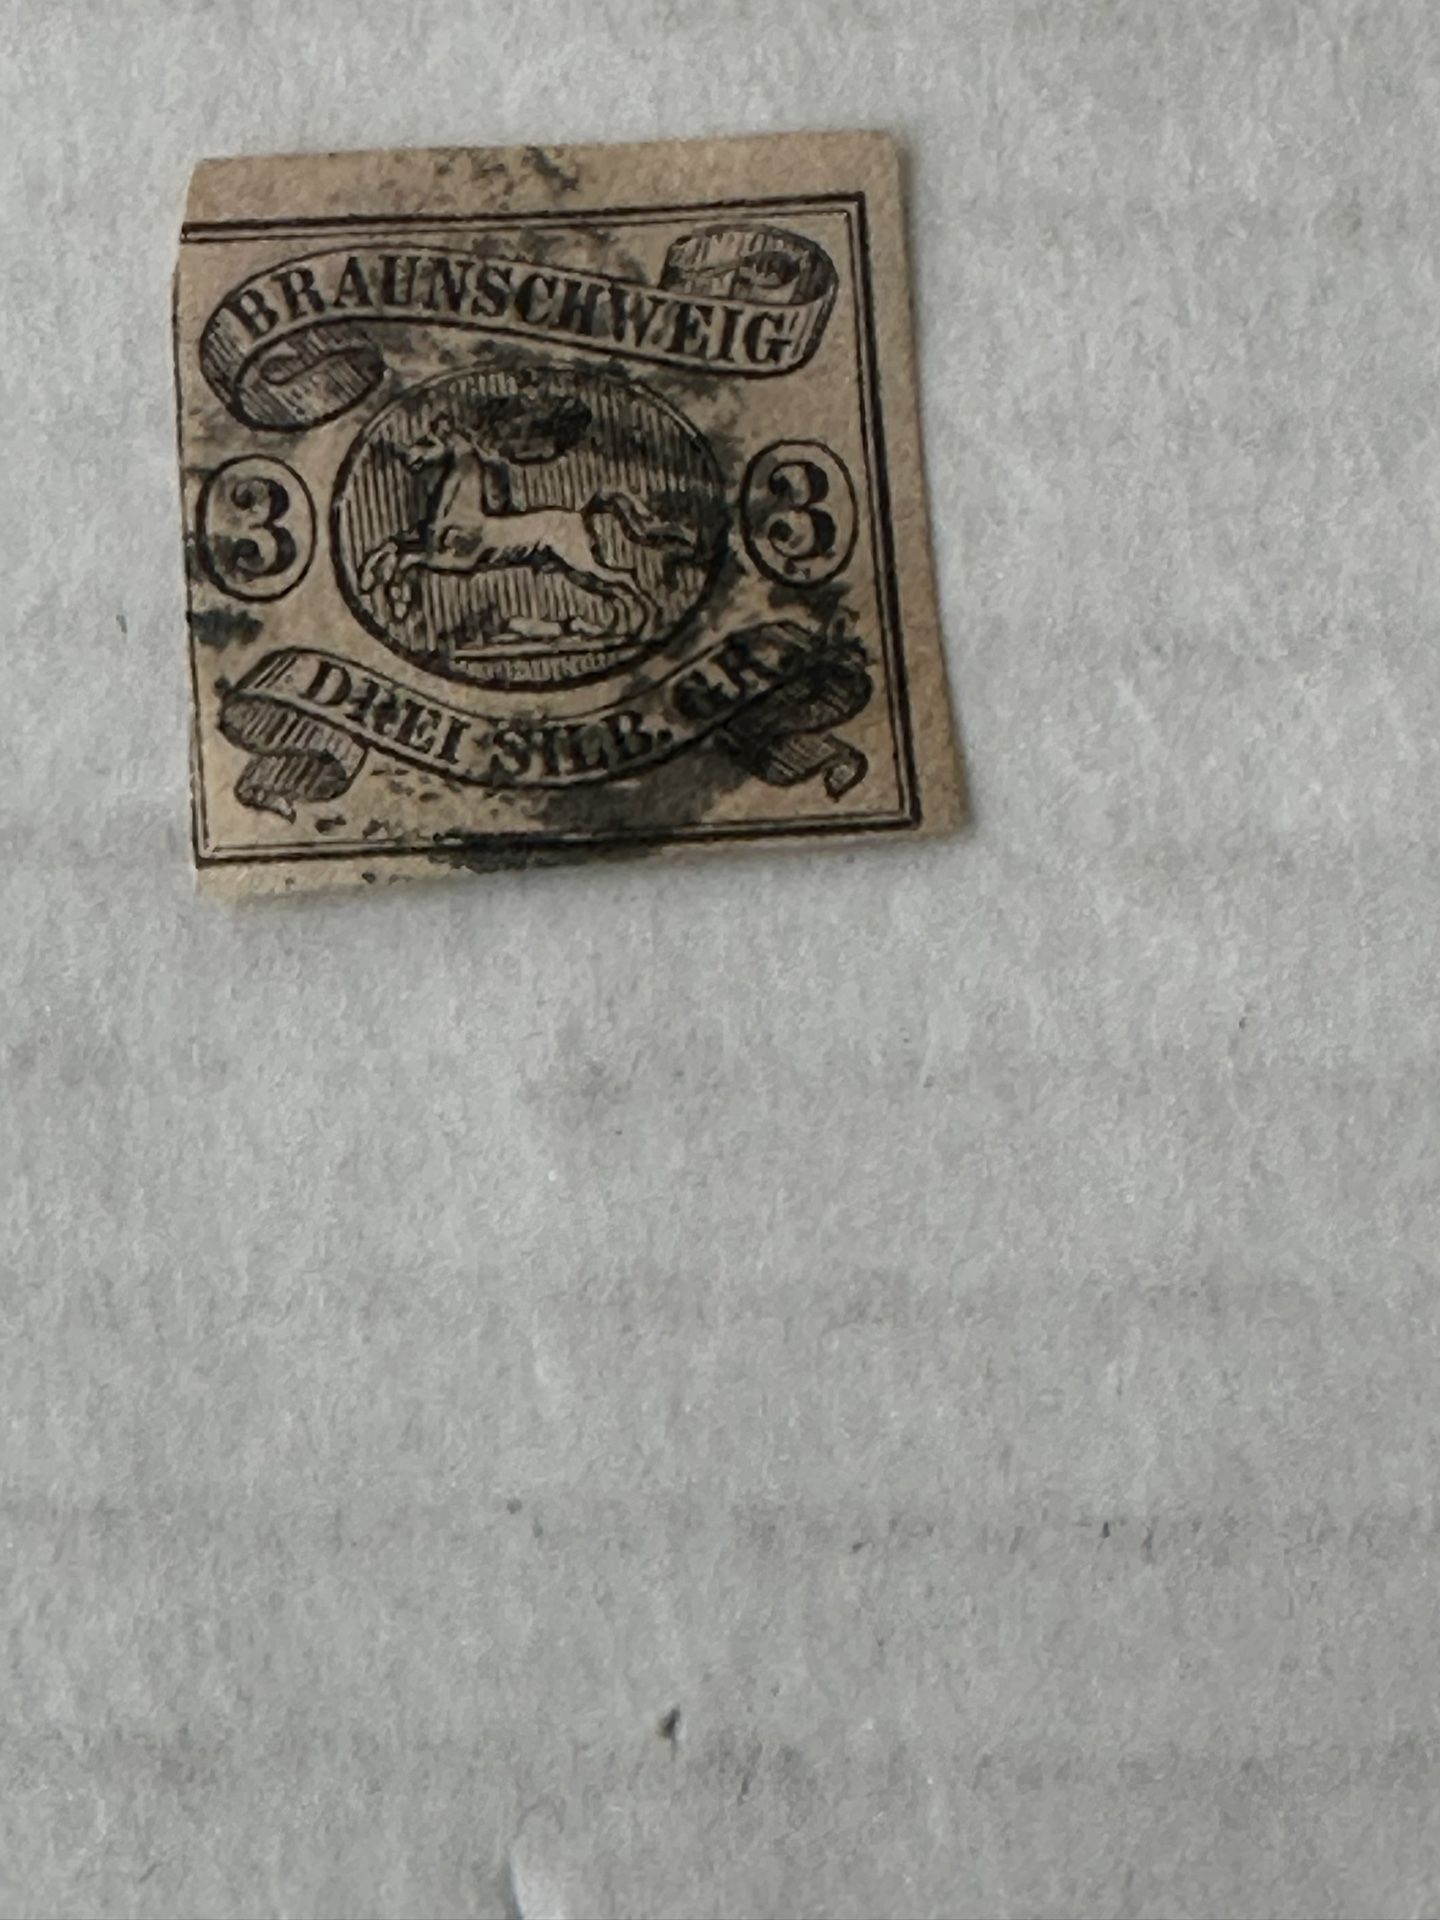 BRAUNSCHWEIG
3 3
DREI SILB. GR.